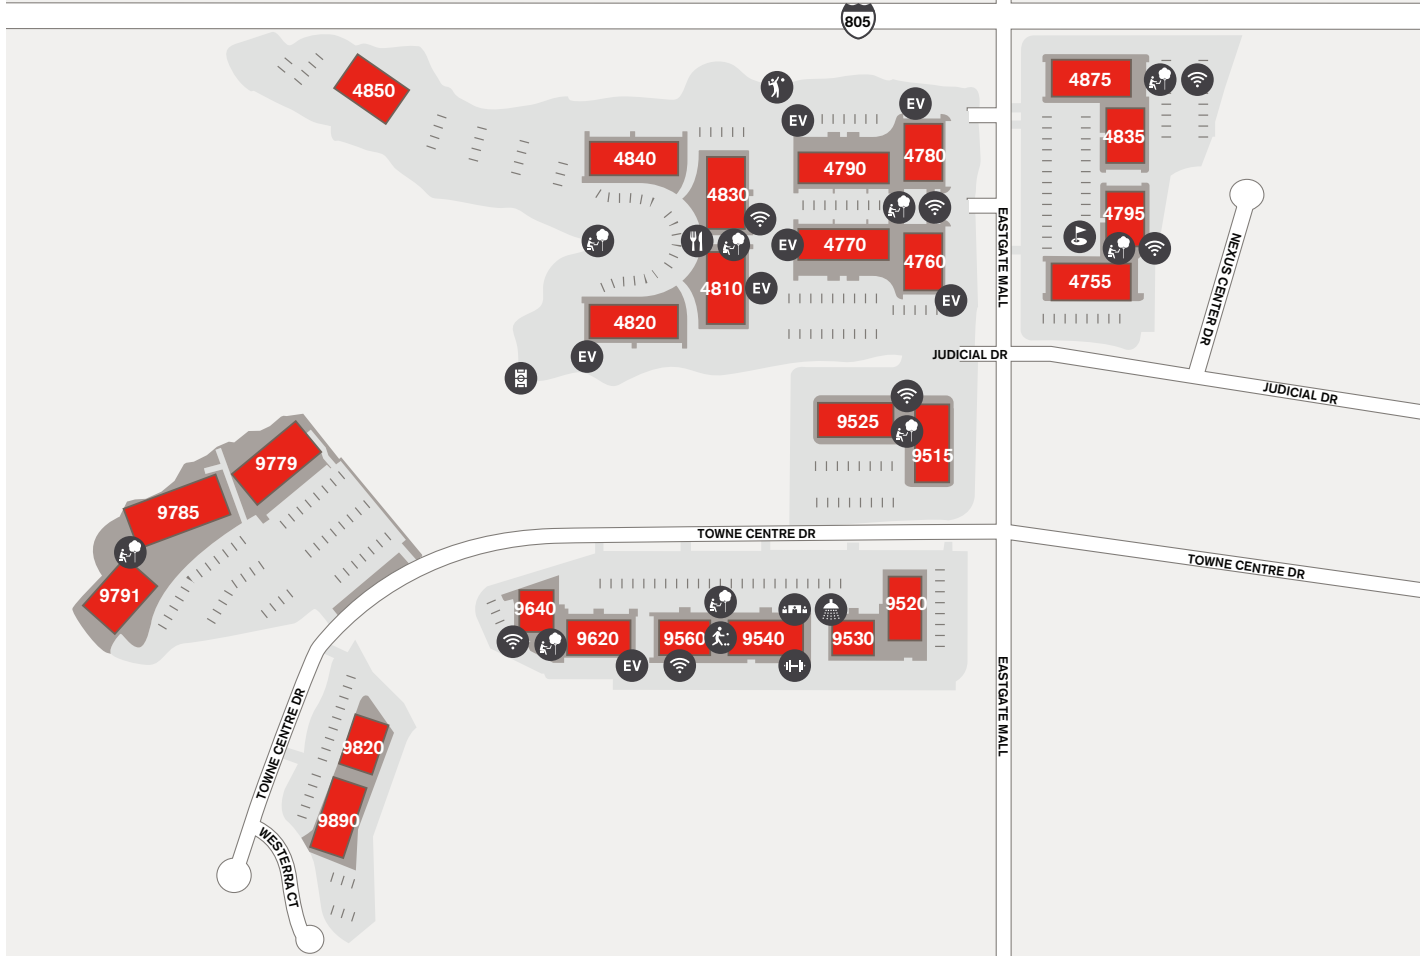 805
4850
4875
4835
4795
4755
EV
EV
4840
4830
4790
4780
4770
4760
EV
4810
EV
EV
4820
EV
EASTGATE MALL
NEXUS CENTER DR
JUDICIAL DR
JUDICIAL DR
9525
9515
9779
9785
9791
TOWNE CENTRE DR
TOWNE CENTRE DR
9640
9620
9560
9540
9530
9520
EV
EASTGATE MALL
TOWNE CENTRE DR
9820
9890
WESTERRA CT